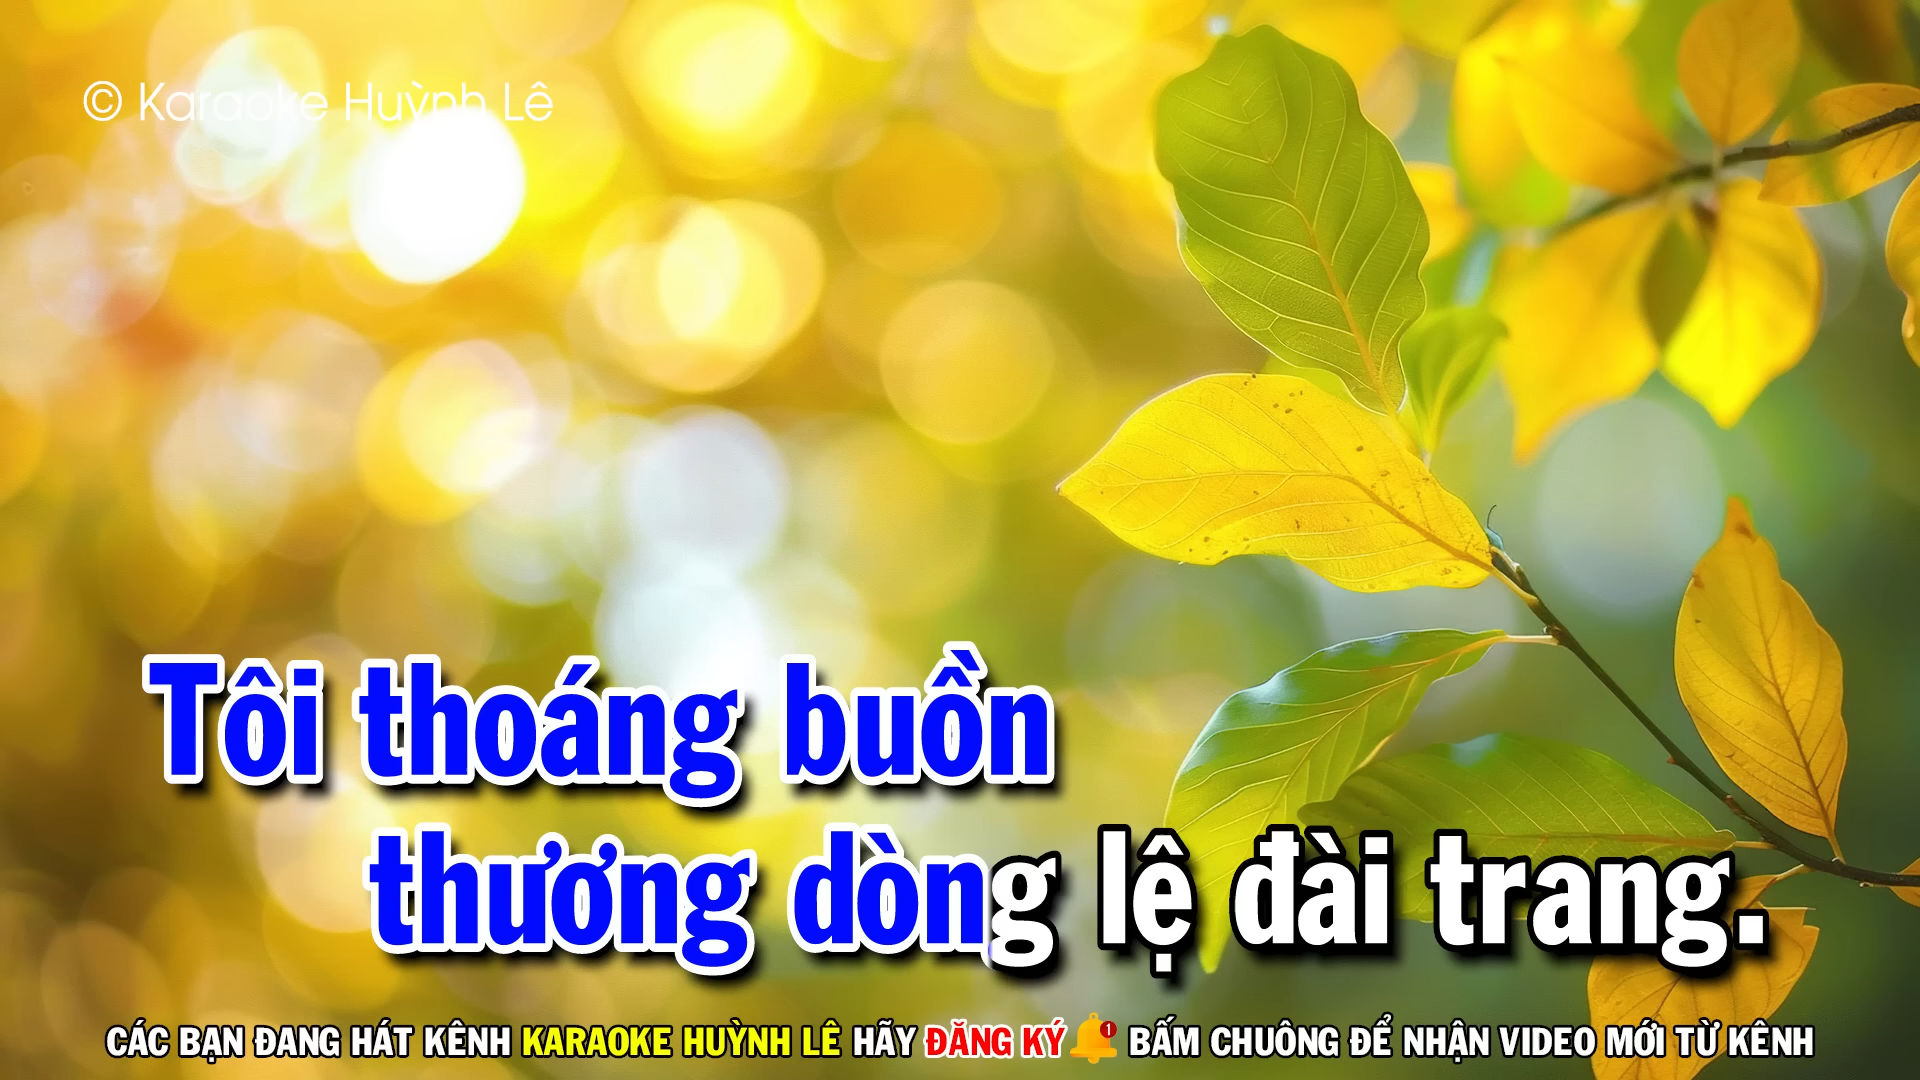 © Karaoke Huỳnh Lê
Tôi thoáng buồn
thương dòng lệ đài trang.
CÁC BẠN ĐANG HÁT KÊNH KARAOKE HUỲNH LÊ HÃY ĐĂNG KÝ 1 BẤM CHUÔNG ĐỂ NHẬN VIDEO MỚI TỪ KÊNH